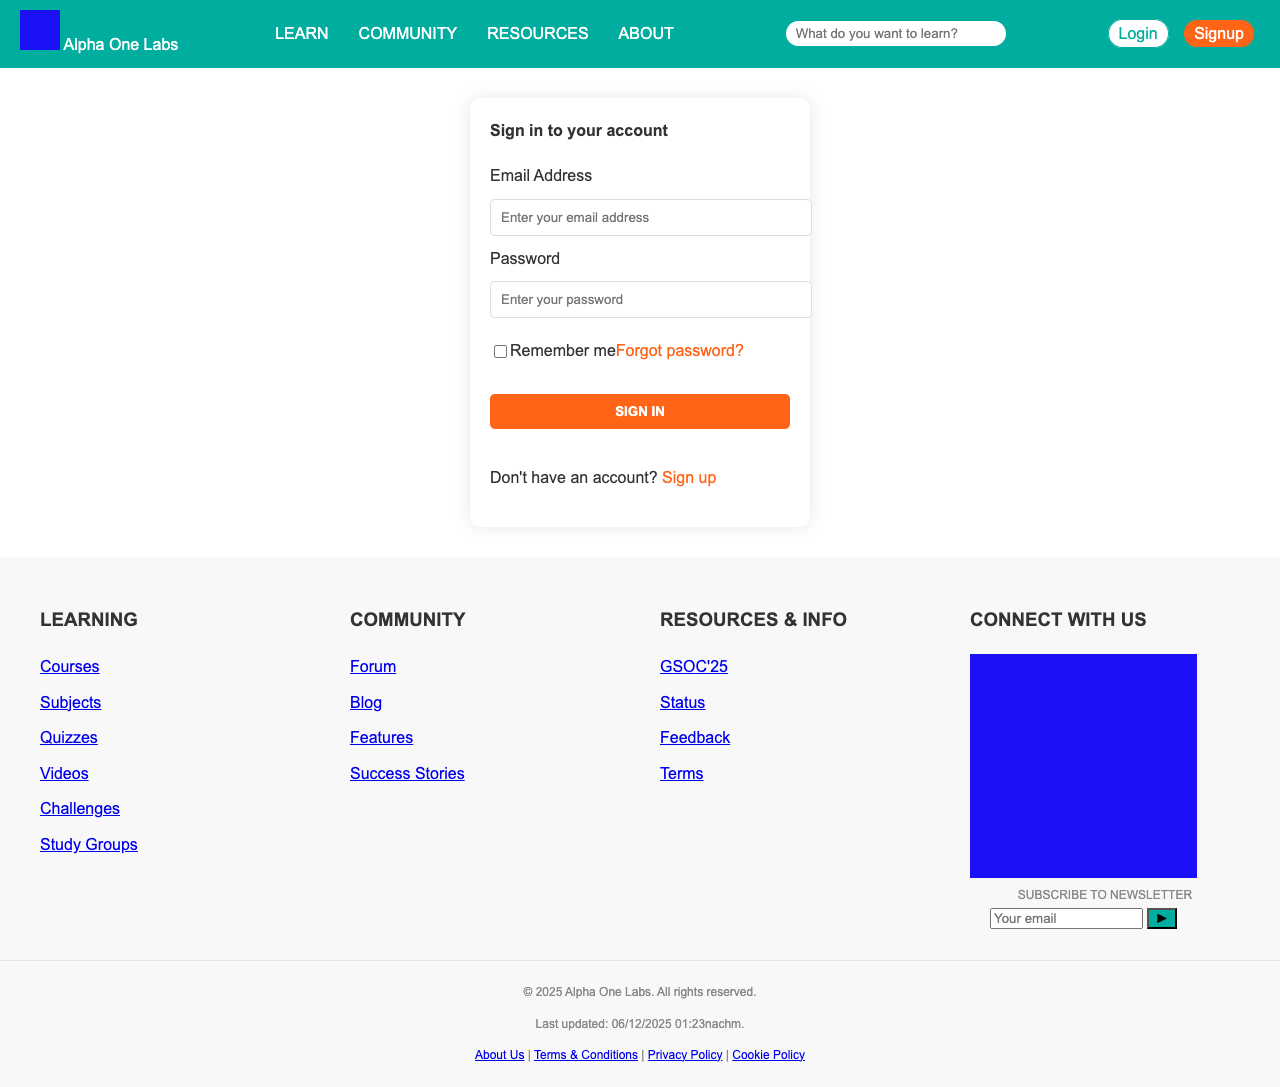 Alpha One Labs
LEARN COMMUNITY RESOURCES ABOUT
What do you want to learn?
Login Signup
Sign in to your account
Email Address
Enter your email address
Password
Enter your password
Remember meForgot password?
SIGN IN
Don't have an account? Sign up
LEARNING
Courses
Subjects
Quizzes
Videos
Challenges
Study Groups
COMMUNITY
Forum
Blog
Features
Success Stories
RESOURCES & INFO
GSOC'25
Status
Feedback
Terms
CONNECT WITH US
SUBSCRIBE TO NEWSLETTER
Your email ►
© 2025 Alpha One Labs. All rights reserved.
Last updated: 06/12/2025 01:23nachm.
About Us | Terms & Conditions | Privacy Policy | Cookie Policy